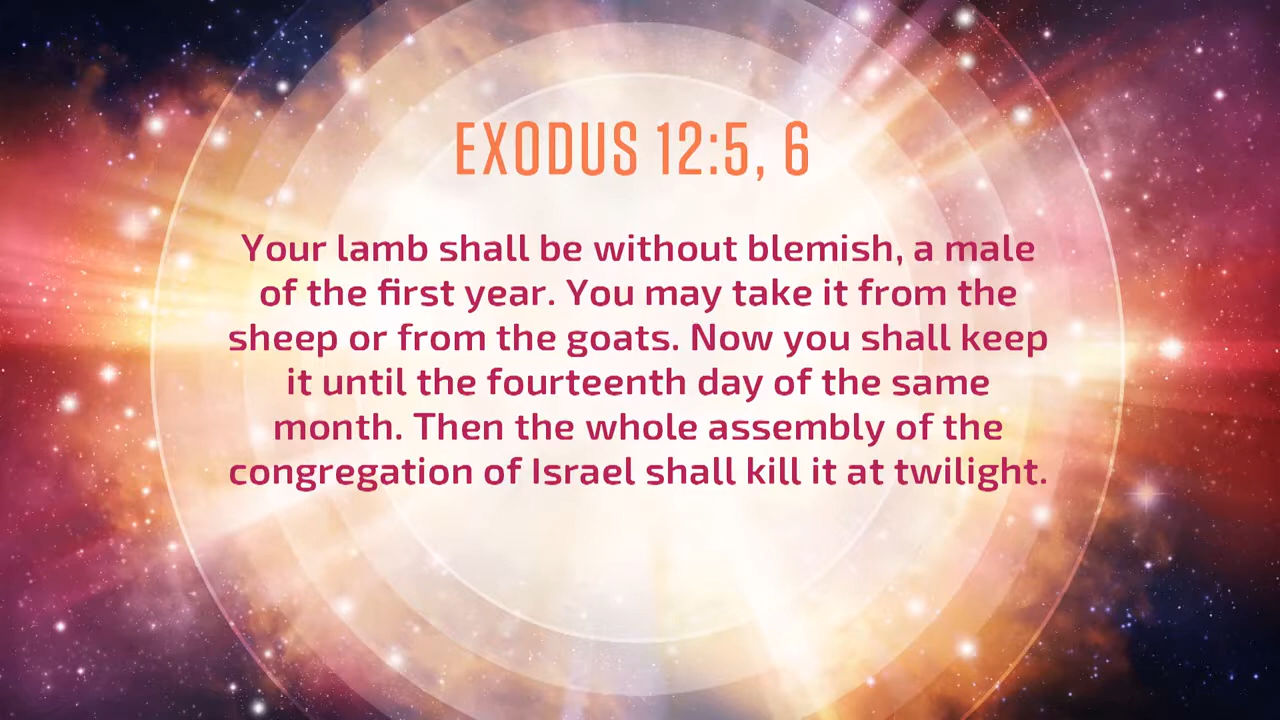 EXODUS 12:5, 6
Your lamb shall be without blemish, a male
of the first year. You may take it from the
sheep or from the goats. Now you shall keep
it until the fourteenth day of the same
month. Then the whole assembly of the
congregation of Israel shall kill it at twilight.